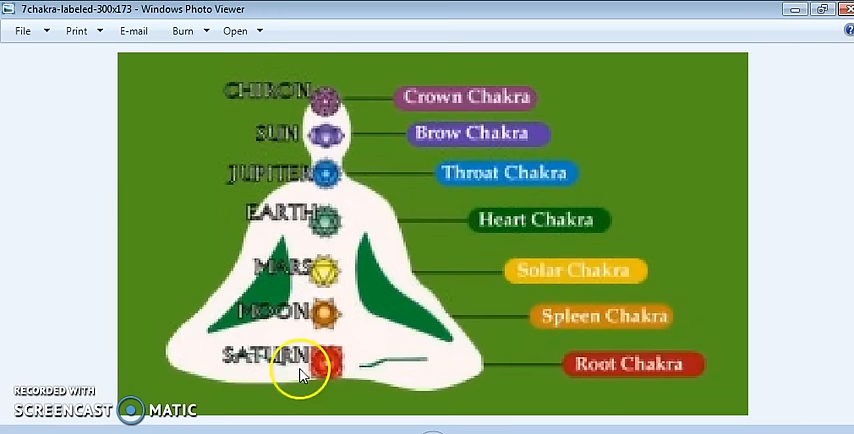 7chakra-labeled-300x173 - Windows Photo Viewer
File Print E-mail Burn Open
CHIRON Crown Chakra
SUN Brow Chakra
JUPITER Throat Chakra
EARTH Heart Chakra
MARS Solar Chakra
MOON Spleen Chakra
SATURN Root Chakra
RECORDED WITH
SCREENCAST MATIC